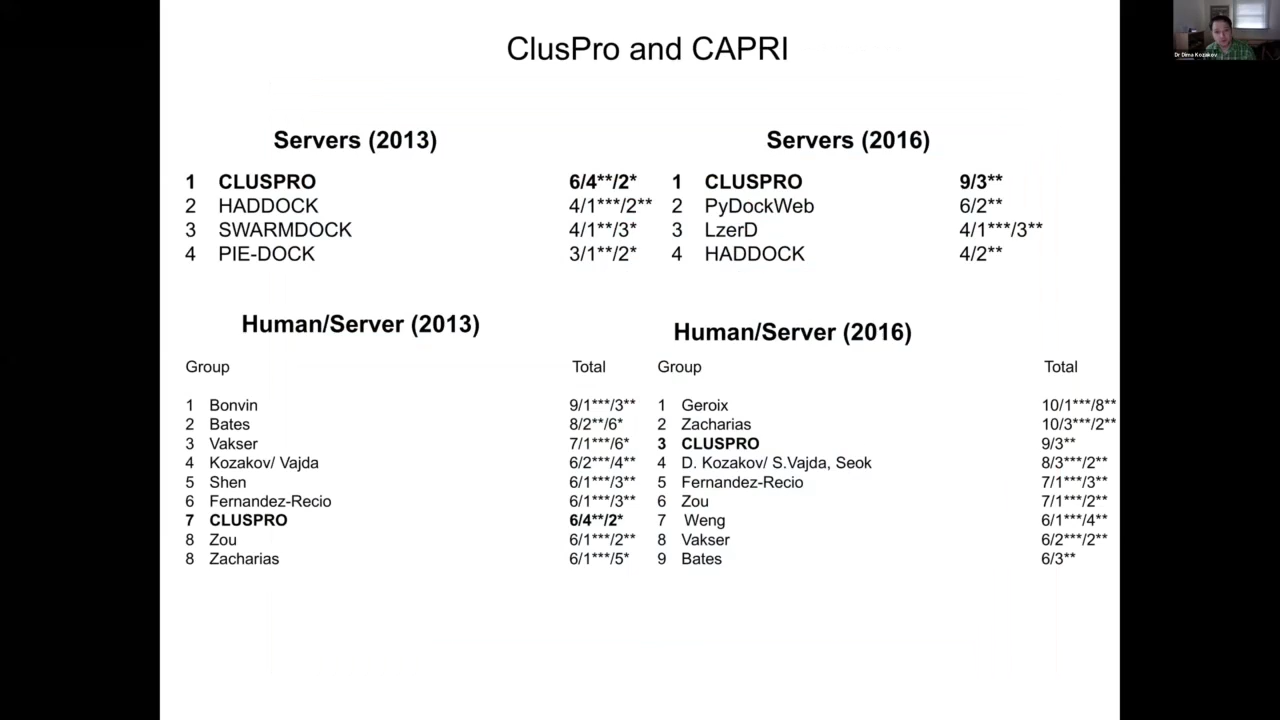 ClusPro and CAPRI
Dr Dima Kozakov
Servers (2013)
1 CLUSPRO 6/4**/2*
2 HADDOCK 4/1***/2**
3 SWARMDOCK 4/1**/3*
4 PIE-DOCK 3/1**/2*
Servers (2016)
1 CLUSPRO 9/3**
2 PyDockWeb 6/2**
3 LzerD 4/1***/3**
4 HADDOCK 4/2**
Human/Server (2013)
Group Total
1 Bonvin 9/1***/3**
2 Bates 8/2**/6*
3 Vakser 7/1***/6*
4 Kozakov/ Vajda 6/2***/4**
5 Shen 6/1***/3**
6 Fernandez-Recio 6/1***/3**
7 CLUSPRO 6/4**/2*
8 Zou 6/1***/2**
8 Zacharias 6/1***/5*
Human/Server (2016)
Group Total
1 Geroix 10/1***/8**
2 Zacharias 10/3***/2**
3 CLUSPRO 9/3**
4 D. Kozakov/ S.Vajda, Seok 8/3***/2**
5 Fernandez-Recio 7/1***/3**
6 Zou 7/1***/2**
7 Weng 6/1***/4**
8 Vakser 6/2***/2**
9 Bates 6/3**